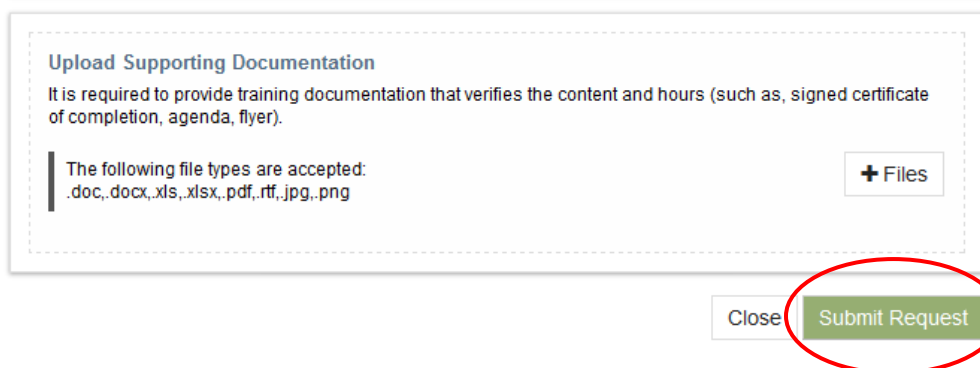 Upload Supporting Documentation
It is required to provide training documentation that verifies the content and hours (such as, signed certificate
of completion, agenda, flyer).
The following file types are accepted:
.doc,.docx,.xls,.xlsx,.pdf,.rtf,.jpg,.png
+ Files
Close
Submit Request